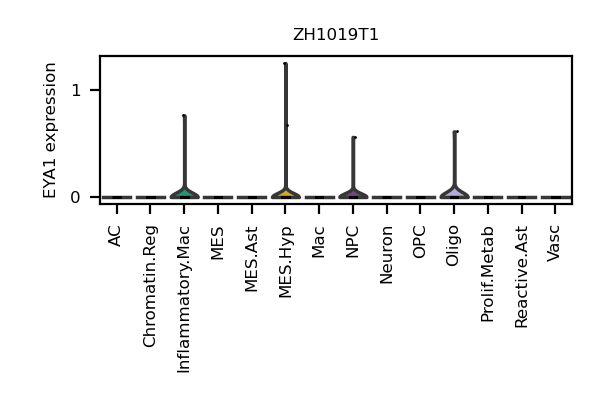 ZH1019T1
EYA1 expression
1
0
AC
Chromatin.Reg
Inflammatory.Mac
MES
MES.Ast
MES.Hyp
Mac
NPC
Neuron
OPC
Oligo
Prolif.Metab
Reactive.Ast
Vasc